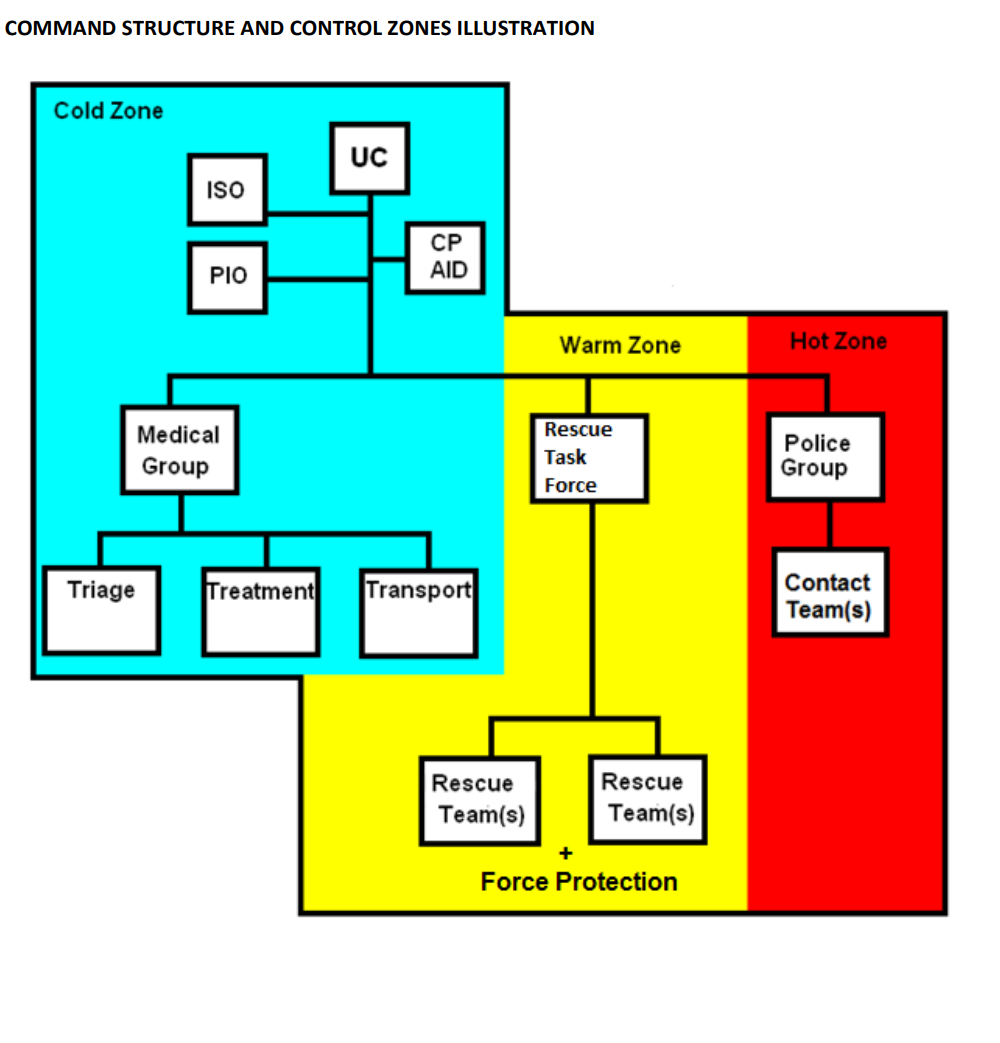 COMMAND STRUCTURE AND CONTROL ZONES ILLUSTRATION
Cold Zone
UC
ISO
CP
AID
PIO
Warm Zone
Hot Zone
Medical
Group
Rescue
Task
Force
Police
Group
Triage
Treatment
Transport
Contact
Team(s)
Rescue
Team(s)
Rescue
Team(s)
+
Force Protection